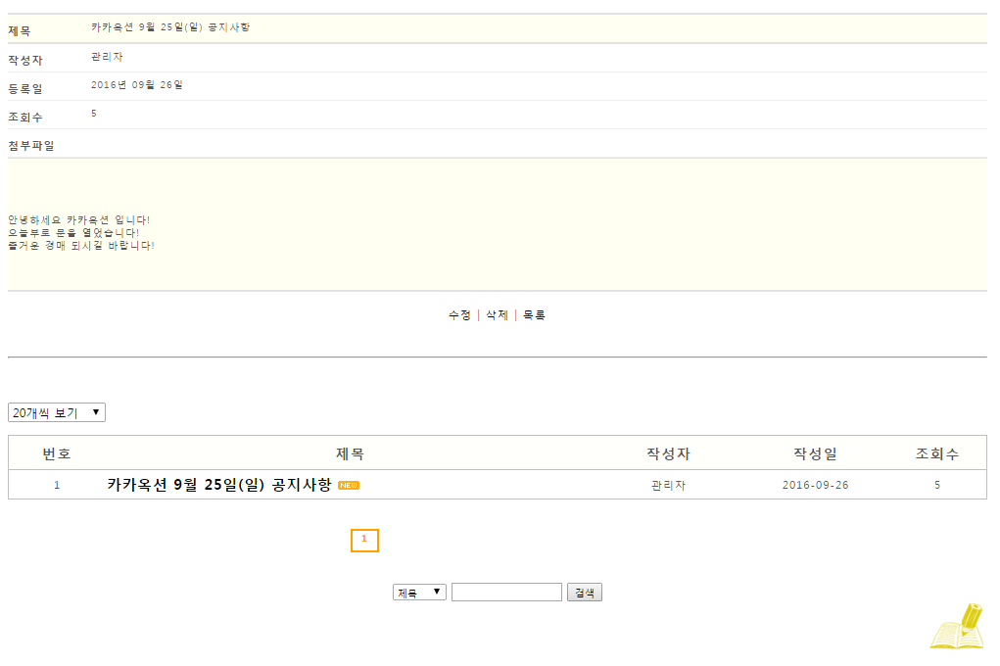 제목 카카옥션 9월 25일(일) 공지사항
작성자 관리자
등록일 2016년 09월 26일
조회수 5
첨부파일
안녕하세요 카카옥션 입니다!
오늘부로 문을 열었습니다!
즐거운 경매 되시길 바랍니다!
수정 | 삭제 | 목록
20개씩 보기
번호 제목 작성자 작성일 조회수
1 카카옥션 9월 25일(일) 공지사항 NEW 관리자 2016-09-26 5
1
제목 검색